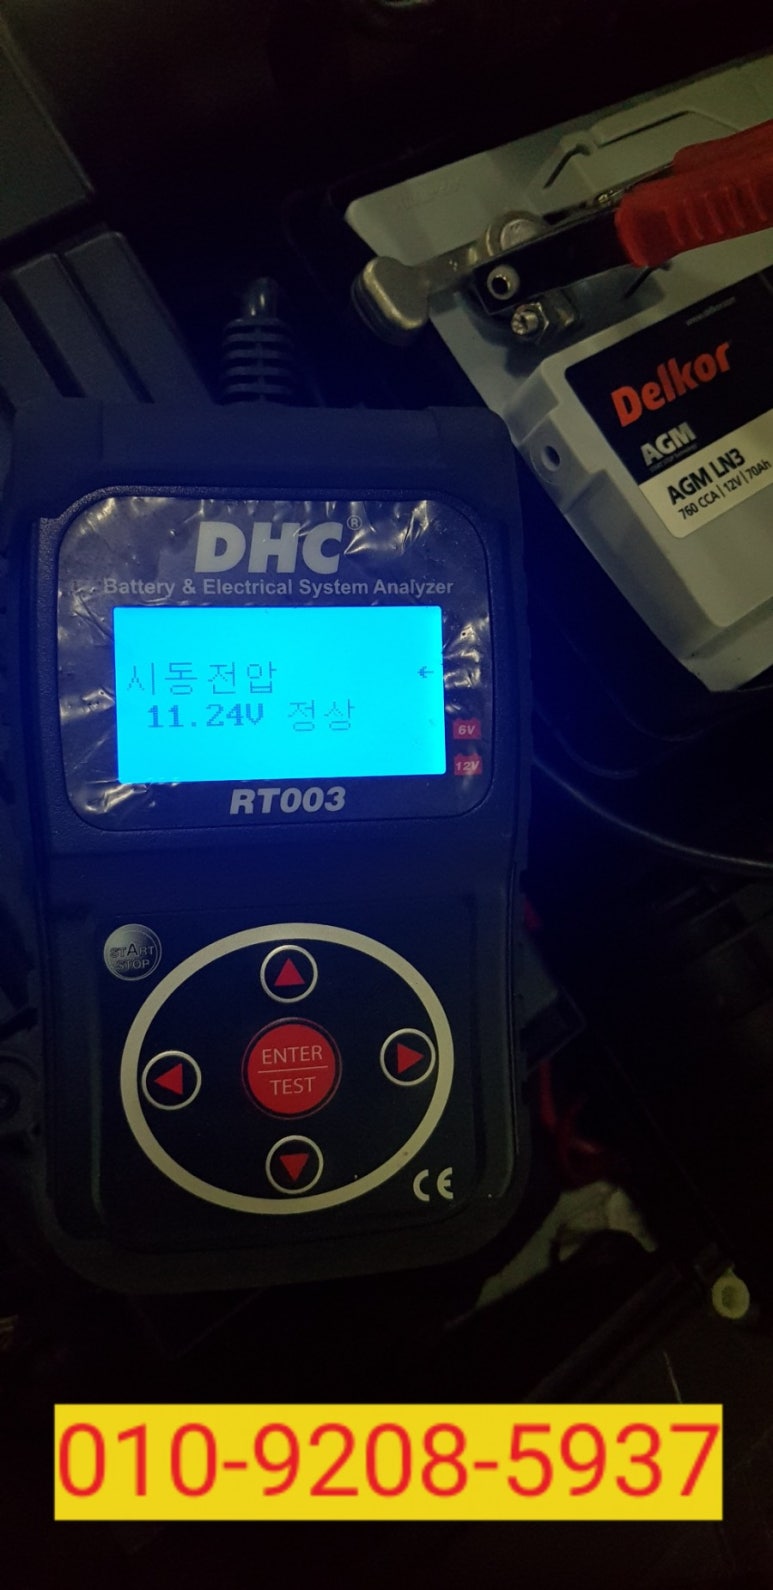 Delkor
AGM
AGM LN3
760 CCA | 12V | 70Ah
DHC®
Battery & Electrical System Analyzer
시동전압 ←
11.24V 정상
6V
12V
RT003
START
STOP
ENTER
TEST
CE
010-9208-5937